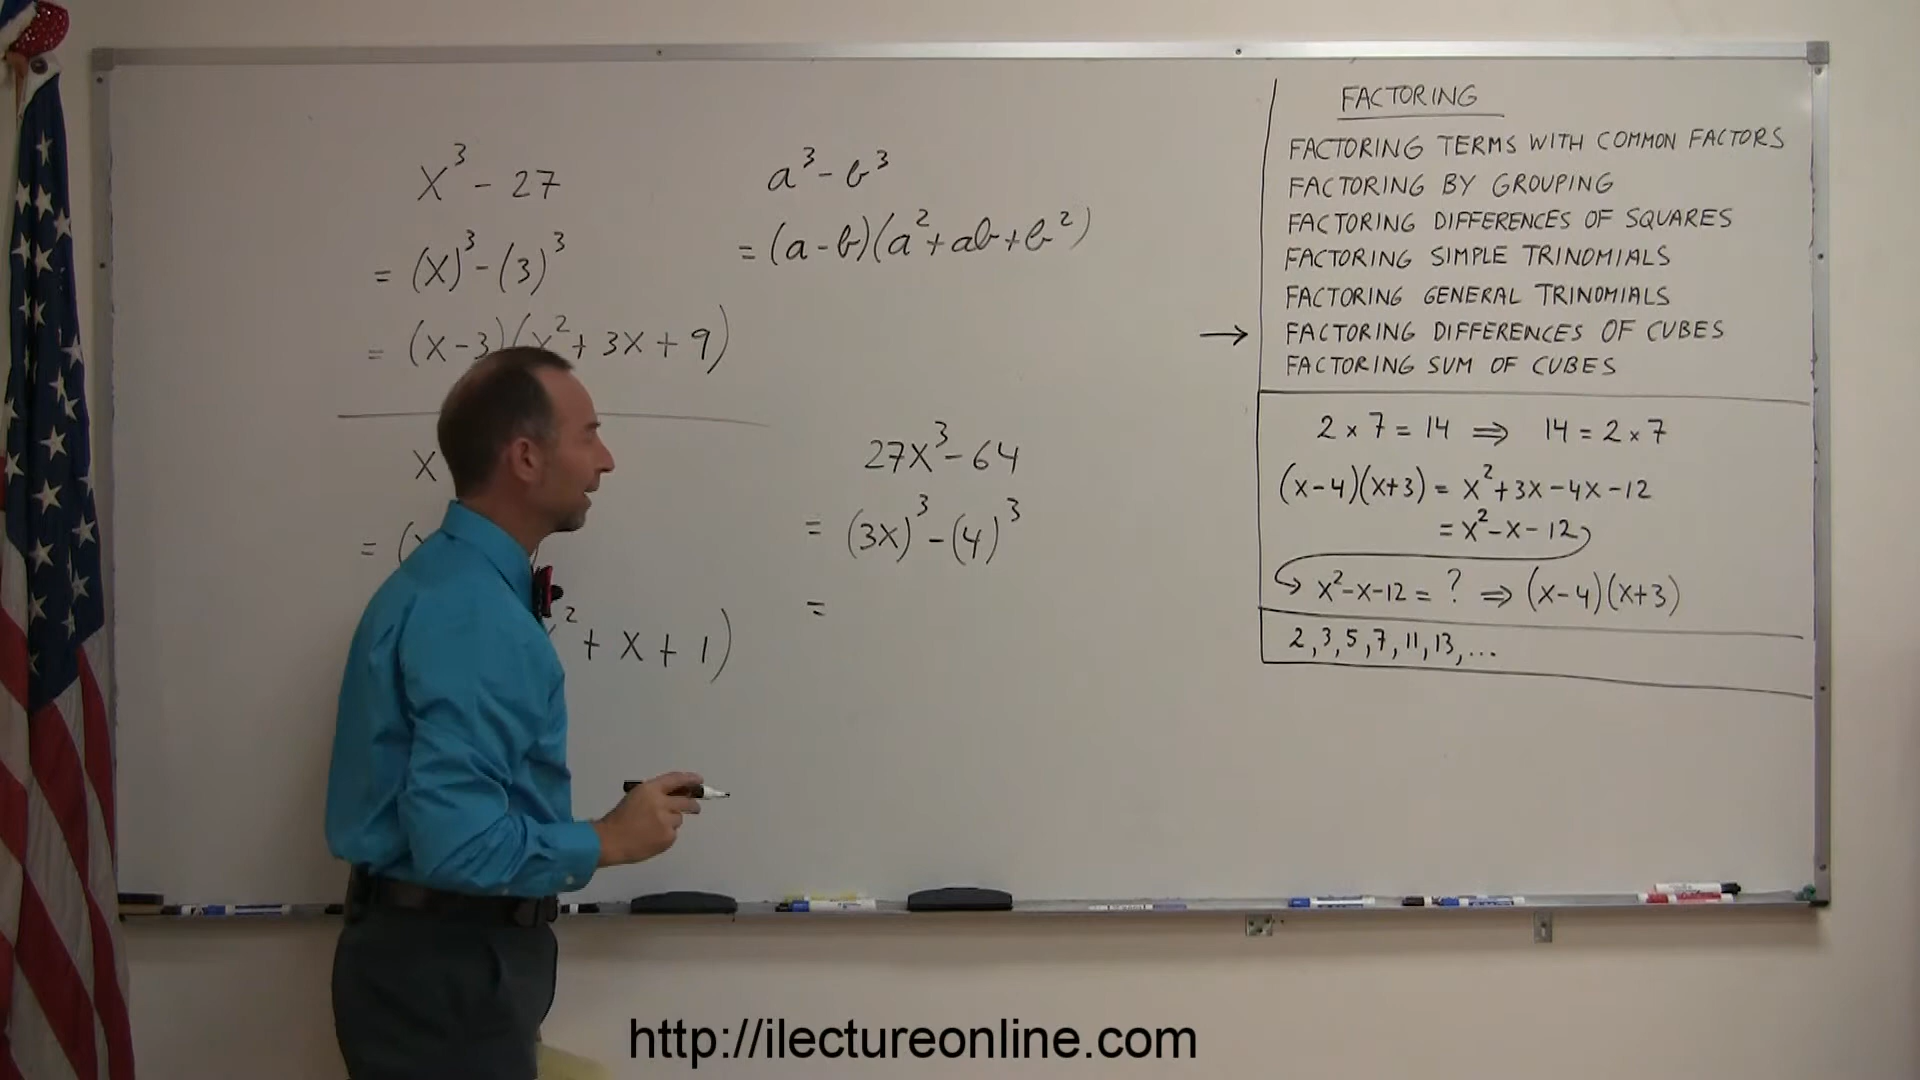 x³ - 27
= (x)³ - (3)³
= (x-3)(x² + 3x + 9)
x
= (x
² + x + 1)
a³ - b³
= (a-b)(a² + ab + b²)
27x³ - 64
= (3x)³ - (4)³
=
FACTORING
FACTORING TERMS WITH COMMON FACTORS
FACTORING BY GROUPING
FACTORING DIFFERENCES OF SQUARES
FACTORING SIMPLE TRINOMIALS
FACTORING GENERAL TRINOMIALS
→ FACTORING DIFFERENCES OF CUBES
FACTORING SUM OF CUBES
2 × 7 = 14 ⇒ 14 = 2 × 7
(x-4)(x+3) = x² + 3x - 4x - 12
= x² - x - 12
x² - x - 12 = ? ⇒ (x-4)(x+3)
2, 3, 5, 7, 11, 13, ...
http://ilectureonline.com